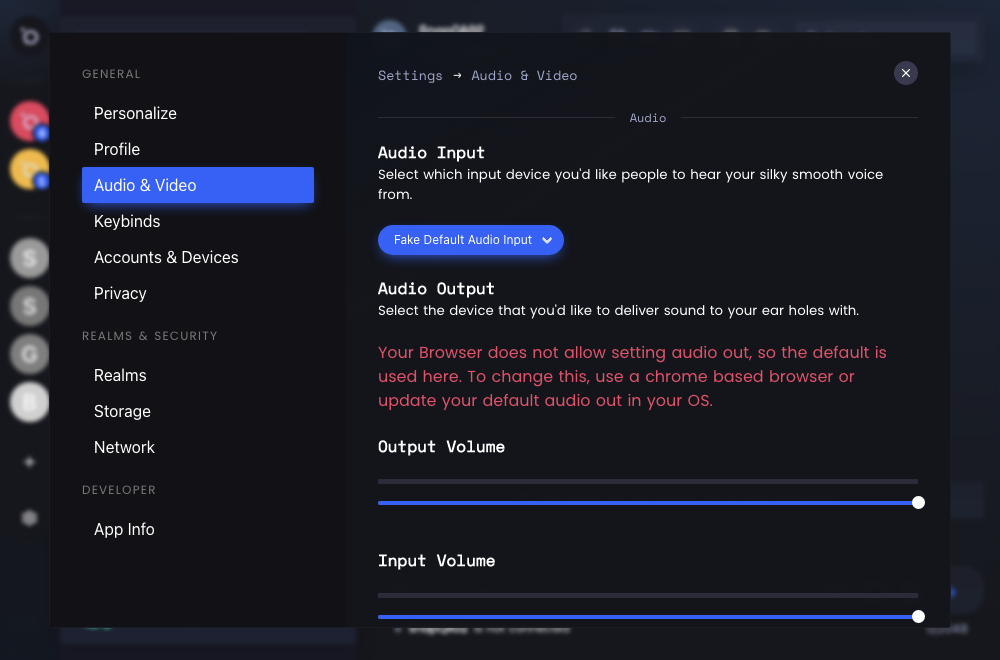 GENERAL
Personalize
Profile
Audio & Video
Keybinds
Accounts & Devices
Privacy
REALMS & SECURITY
Realms
Storage
Network
DEVELOPER
App Info
Settings → Audio & Video
Audio
Audio Input
Select which input device you'd like people to hear your silky smooth voice
from.
Fake Default Audio Input
Audio Output
Select the device that you'd like to deliver sound to your ear holes with.
Your Browser does not allow setting audio out, so the default is
used here. To change this, use a chrome based browser or
update your default audio out in your OS.
Output Volume
Input Volume
S
S
G
is not connected